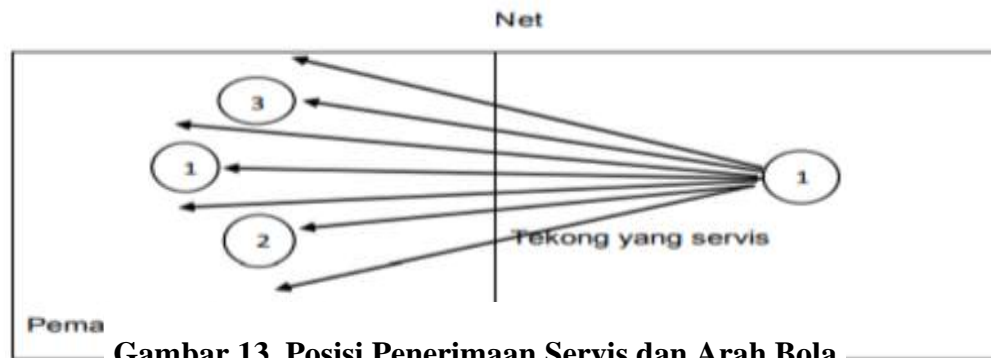 Net
3
1
1
2
Tekong yang servis
Pema
Gambar 13. Posisi Penerimaan Servis dan Arah Bola